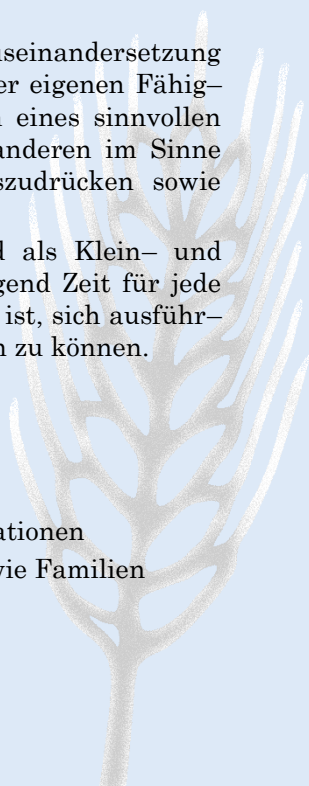 useinandersetzung
er eigenen Fähig–
eines sinnvollen
anderen im Sinne
szudrücken sowie
als Klein– und
gend Zeit für jede
ist, sich ausführ–
zu können.
ationen
wie Familien